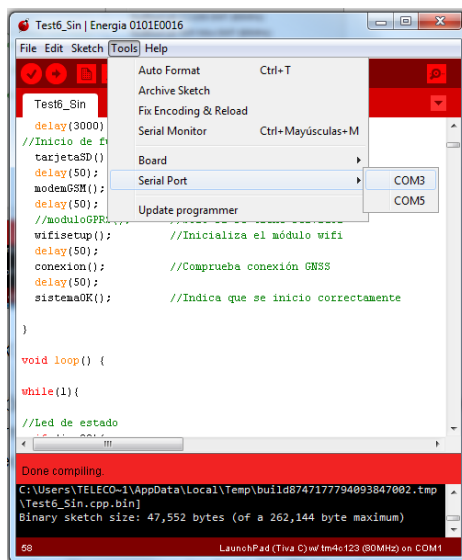 Test6_Sin | Energia 0101E0016
File Edit Sketch Tools Help
Auto Format Ctrl+T
Archive Sketch
Fix Encoding & Reload
Serial Monitor Ctrl+Mayúsculas+M
Board
Serial Port
COM3
COM5
Update programmer
Test6_Sin
delay(3000)
//Inicio de
tarjetaSD()
delay(50);
modemGSM();
delay(50);
wifisetup(); //Inicializa el módulo wifi
delay(50);
conexion(); //Comprueba conexión GNSS
delay(50);
sistemaOK; //Indica que se inicio correctamente
}
void loop() {
while(1){
//Led de estado
Done compiling.
C:\Users\TELECO~1\AppData\Local\Temp\build8747177794093847002.tmp
\Test6_Sin.cpp.bin]
Binary sketch size: 47,552 bytes (of a 262,144 byte maximum)
58 LaunchPad (Tiva C) w/ tm4c123 (80MHz) on COM1